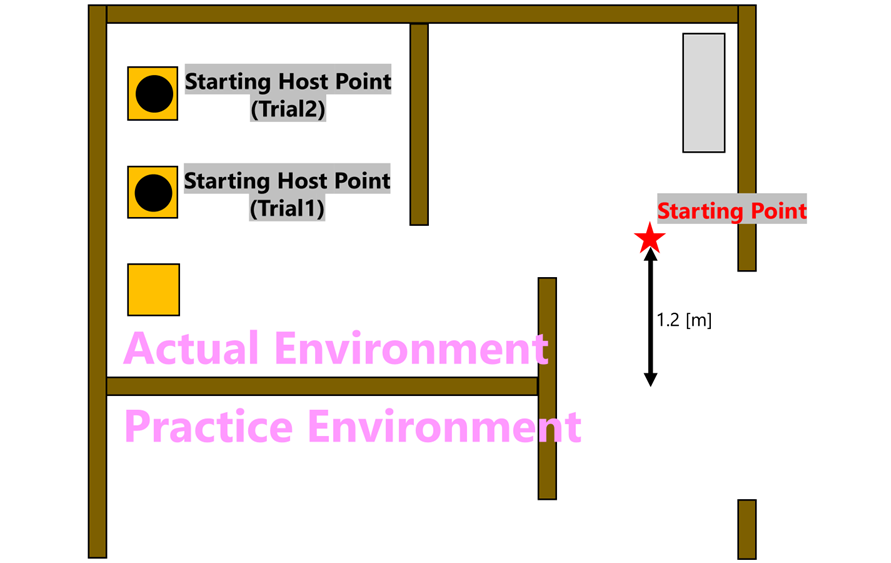 Starting Host Point
(Trial2)
Starting Host Point
(Trial1)
Starting Point
1.2 [m]
Actual Environment
Practice Environment